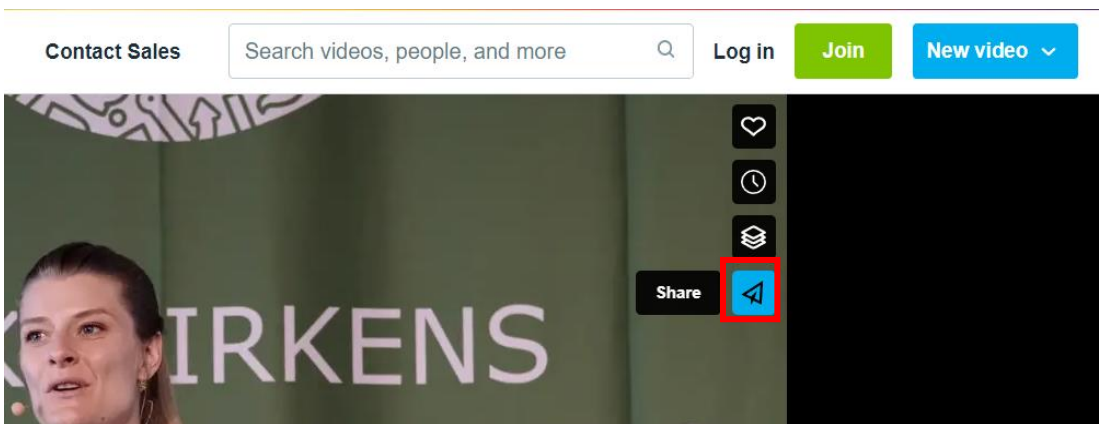 Contact Sales
Search videos, people, and more
Log in
Join
New video
Share
IRKENS